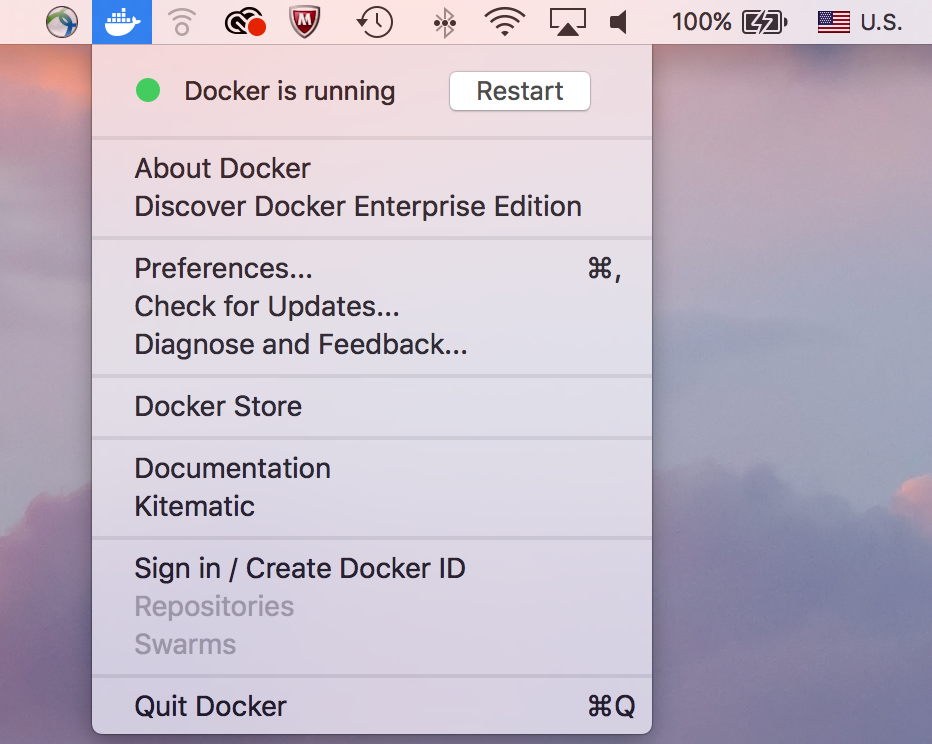 100% U.S.
Docker is running Restart
About Docker
Discover Docker Enterprise Edition
Preferences... ⌘,
Check for Updates...
Diagnose and Feedback...
Docker Store
Documentation
Kitematic
Sign in / Create Docker ID
Repositories
Swarms
Quit Docker ⌘Q